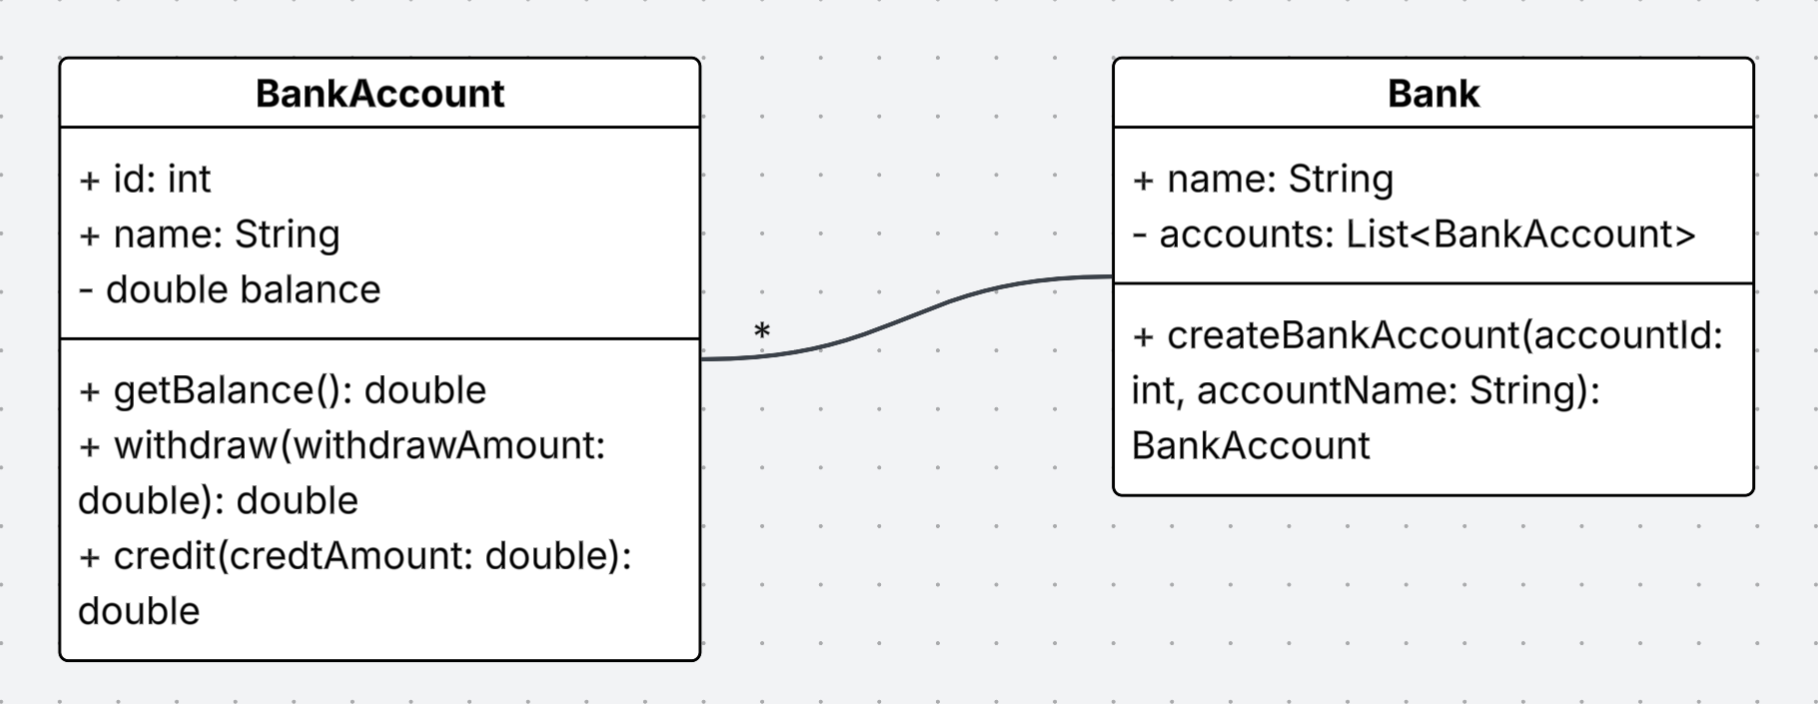 BankAccount
+ id: int
+ name: String
- double balance
+ getBalance(): double
+ withdraw(withdrawAmount:
double): double
+ credit(credtAmount: double):
double
*
Bank
+ name: String
- accounts: List<BankAccount>
+ createBankAccount(accountId:
int, accountName: String):
BankAccount